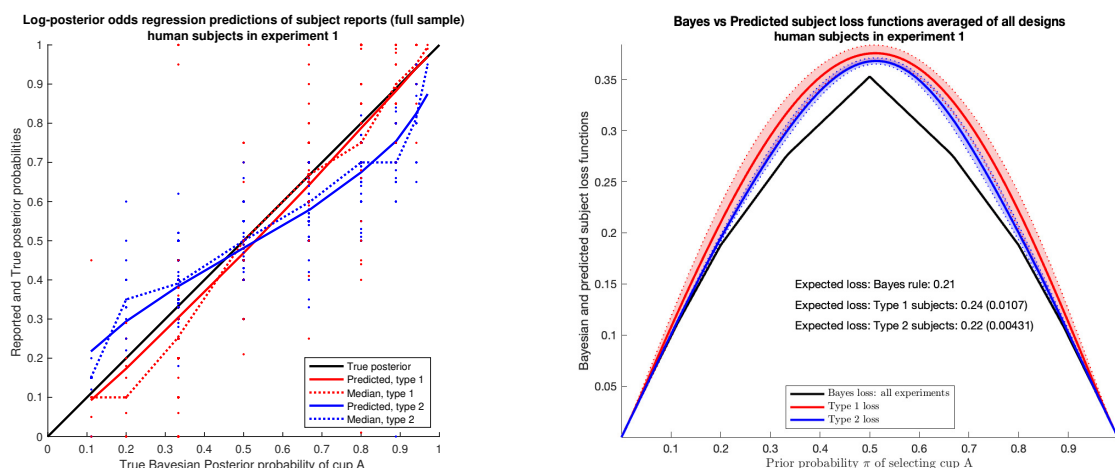 Log-posterior odds regression predictions of subject reports (full sample)
human subjects in experiment 1
Reported and True posterior probabilities
1
0.9
0.8
0.7
0.6
0.5
0.4
0.3
0.2
0.1
0
0 0.1 0.2 0.3 0.4 0.5 0.6 0.7 0.8 0.9 1
True Bayesian Posterior probability of cup A
True posterior
Predicted, type 1
Median, type 1
Predicted, type 2
Median, type 2
Bayes vs Predicted subject loss functions averaged of all designs
human subjects in experiment 1
Bayesian and predicted subject loss functions
0.35
0.3
0.25
0.2
0.15
0.1
0.05
0.1 0.2 0.3 0.4 0.5 0.6 0.7 0.8 0.9
Prior probability π of selecting cup A
Expected loss: Bayes rule: 0.21
Expected loss: Type 1 subjects: 0.24 (0.0107)
Expected loss: Type 2 subjects: 0.22 (0.00431)
Bayes loss: all experiments
Type 1 loss
Type 2 loss